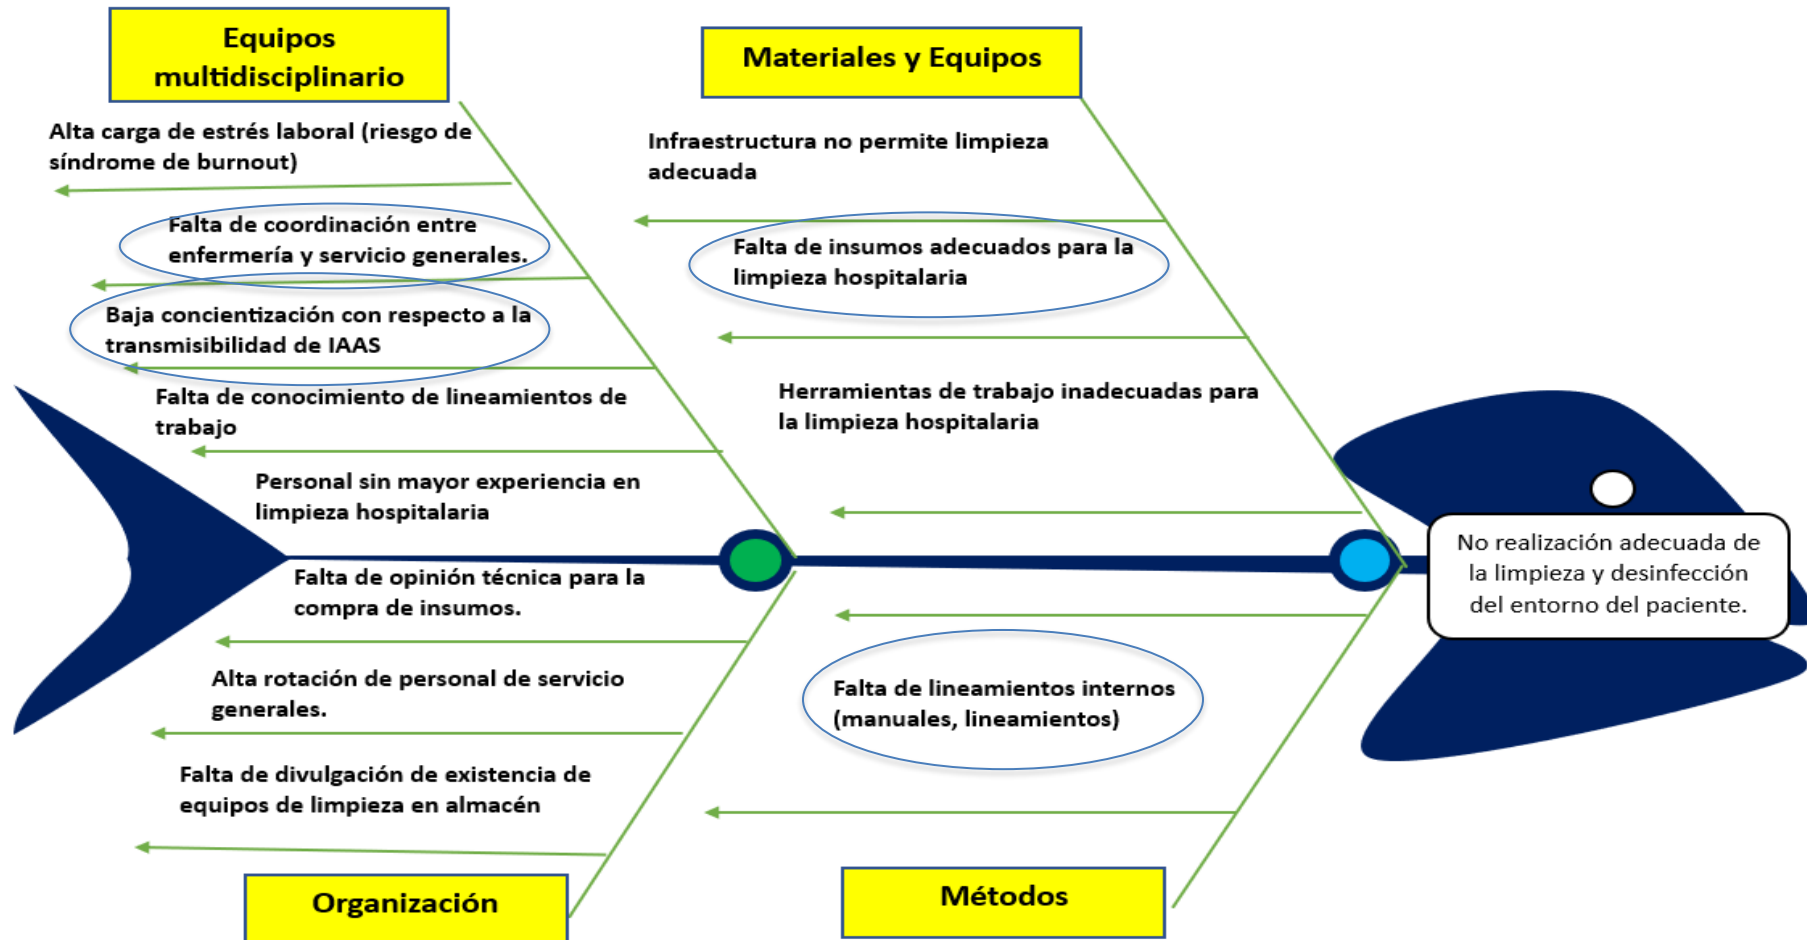 Equipos
multidisciplinario
Alta carga de estrés laboral (riesgo de
síndrome de burnout)
Falta de coordinación entre
enfermería y servicio generales.
Baja concientización con respecto a la
transmisibilidad de IAAS
Falta de conocimiento de lineamientos de
trabajo
Personal sin mayor experiencia en
limpieza hospitalaria
Materiales y Equipos
Infraestructura no permite limpieza
adecuada
Falta de insumos adecuados para la
limpieza hospitalaria
Herramientas de trabajo inadecuadas para
la limpieza hospitalaria
No realización adecuada de
la limpieza y desinfección
del entorno del paciente.
Falta de opinión técnica para la
compra de insumos.
Alta rotación de personal de servicio
generales.
Falta de divulgación de existencia de
equipos de limpieza en almacén
Organización
Falta de lineamientos internos
(manuales, lineamientos)
Métodos